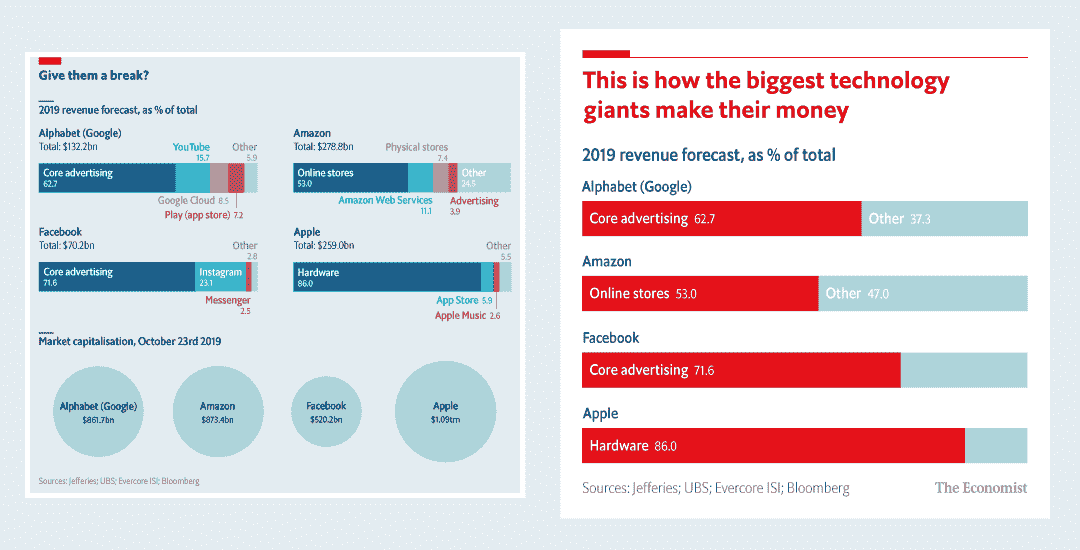 Give them a break?
2019 revenue forecast, as % of total
Alphabet (Google)
Total: $132.2bn
YouTube
15.7
Other
5.9
Core advertising
62.7
Google Cloud 8.5
Play (app store) 7.2
Amazon
Total: $278.8bn
Physical stores
7.4
Online stores
53.0
Other
24.5
Amazon Web Services
11.1
Advertising
3.9
Facebook
Total: $70.2bn
Other
2.8
Core advertising
71.6
Instagram
23.1
Messenger
2.5
Apple
Total: $259.0bn
Other
5.5
Hardware
86.0
App Store 5.9
Apple Music 2.6
Market capitalisation, October 23rd 2019
Alphabet (Google)
$861.7bn
Amazon
$873.4bn
Facebook
$520.2bn
Apple
$1.09trn
Sources: Jefferies; UBS; Evercore ISI; Bloomberg
This is how the biggest technology
giants make their money
2019 revenue forecast, as % of total
Alphabet (Google)
Core advertising 62.7
Other 37.3
Amazon
Online stores 53.0
Other 47.0
Facebook
Core advertising 71.6
Apple
Hardware 86.0
Sources: Jefferies; UBS; Evercore ISI; Bloomberg
The Economist